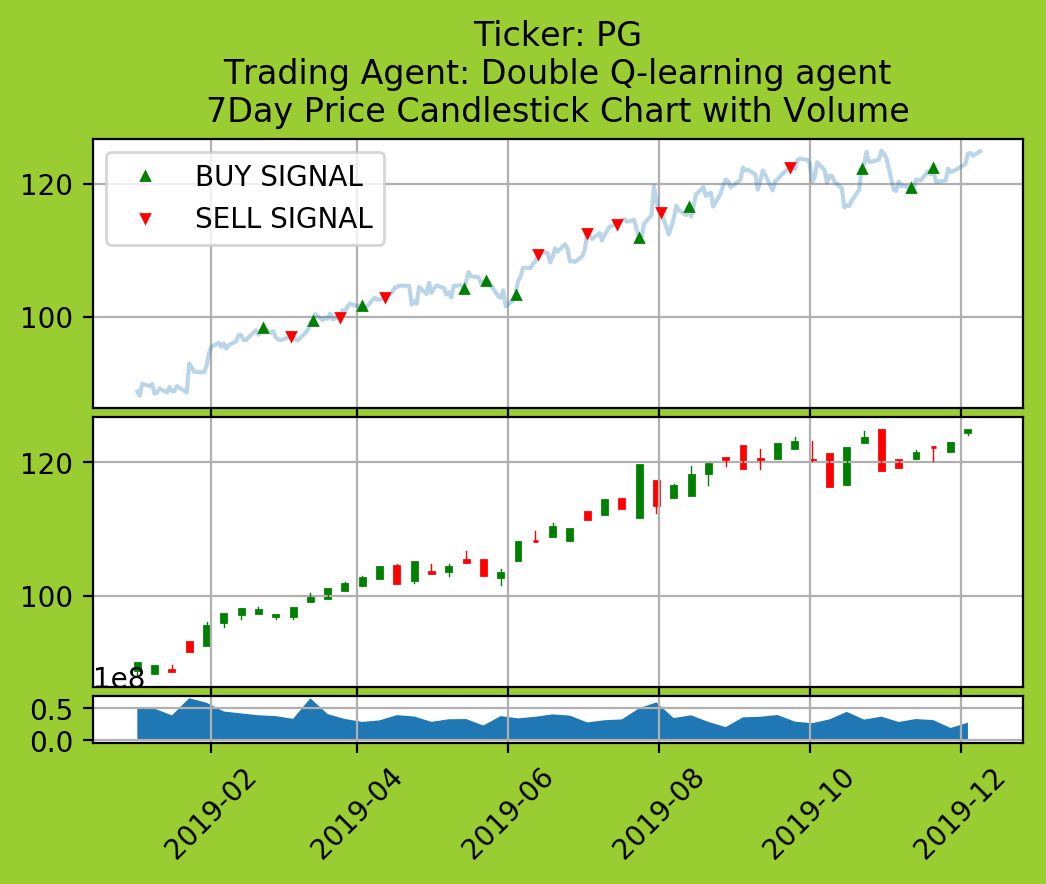 Ticker: PG
Trading Agent: Double Q-learning agent
7Day Price Candlestick Chart with Volume
BUY SIGNAL
SELL SIGNAL
120
100
120
100
1e8
0.5
0.0
2019-02
2019-04
2019-06
2019-08
2019-10
2019-12